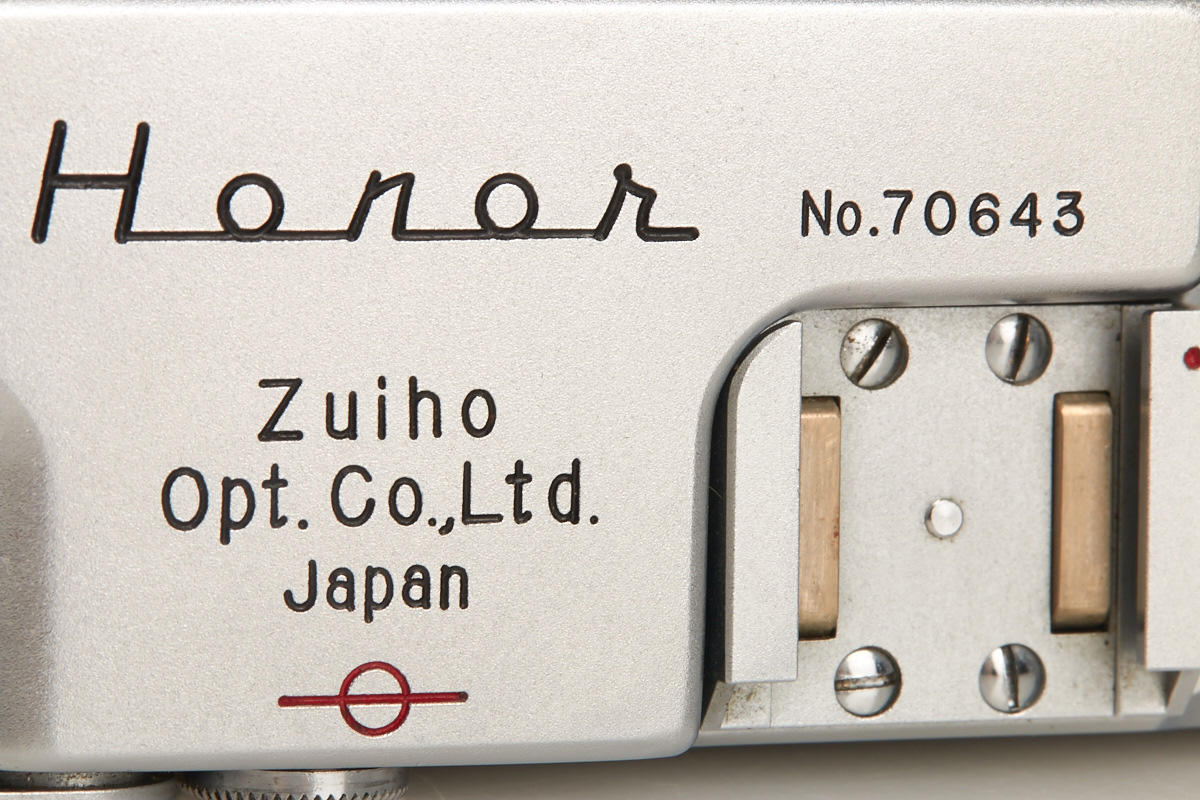 Honor
No.70643
Zuiho
Opt. Co.,Ltd.
Japan